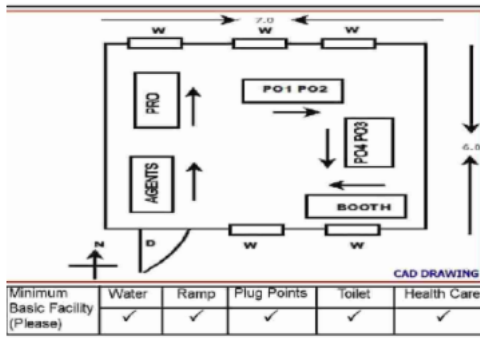 7.0
W W W
PO1 PO2
PRO
PO4 PO3
6.0
AGENTS
BOOTH
N
D
W W
CAD DRAWING
Minimum Basic Facility (Please) Water Ramp Plug Points Toilet Health Care
✓ ✓ ✓ ✓ ✓